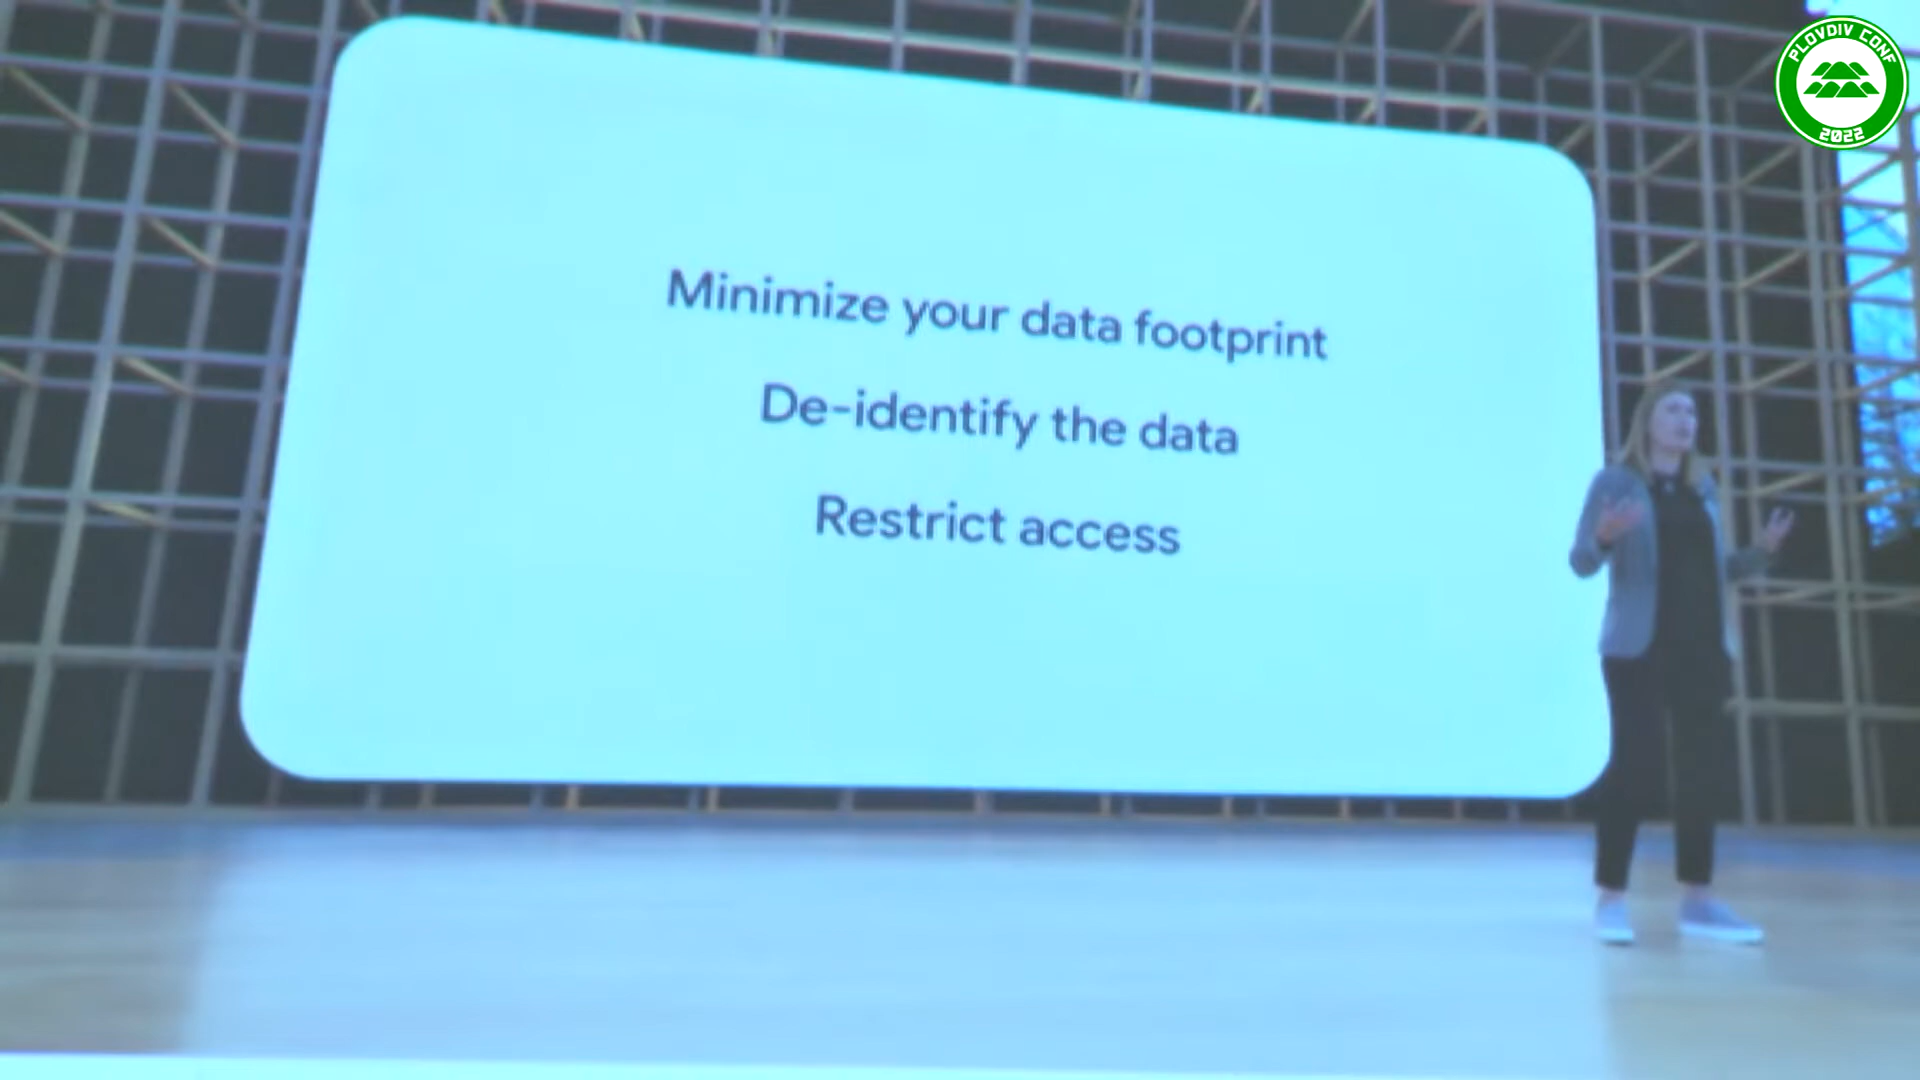 Minimize your data footprint
De-identify the data
Restrict access
PLOVDIV CONF
2022